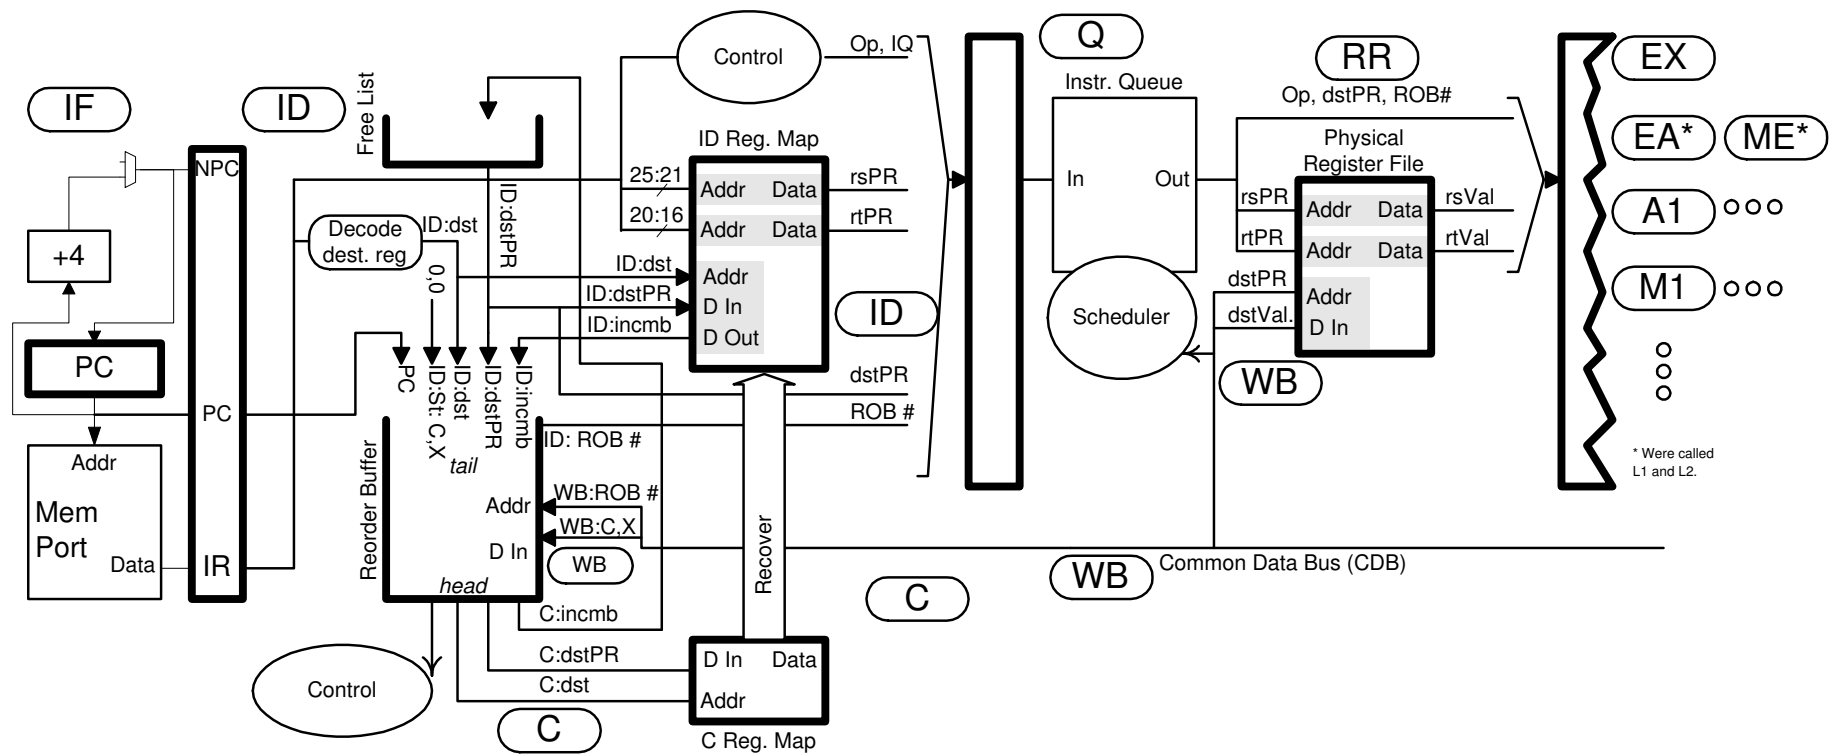 IF
NPC
+4
PC
Addr
Mem
Port
Data
PC
IR
ID
Free List
Decode
dest. reg
ID:dst
ID:dstPR
0,0
PC
ID:St: C,X
ID:dst
ID:dstPR
ID:incmb
tail
Reorder Buffer
ID: ROB #
Addr
WB:ROB #
D In
WB:C,X
WB
head
C:incmb
C:dstPR
C:dst
Control
C
Control
Op, IQ
ID Reg. Map
25:21
Addr Data
rsPR
20:16
Addr Data
rtPR
ID:dst
Addr
ID:dstPR
D In
ID:incmb
D Out
ID
dstPR
ROB #
Recover
D In Data
Addr
C Reg. Map
C
Q
Instr. Queue
In Out
Scheduler
WB
WB
Common Data Bus (CDB)
RR
Op, dstPR, ROB#
Physical
Register File
rsPR
Addr Data
rsVal
rtPR
Addr Data
rtVal
dstPR
Addr
dstVal.
D In
EX
EA* ME*
A1
M1
* Were called
L1 and L2.